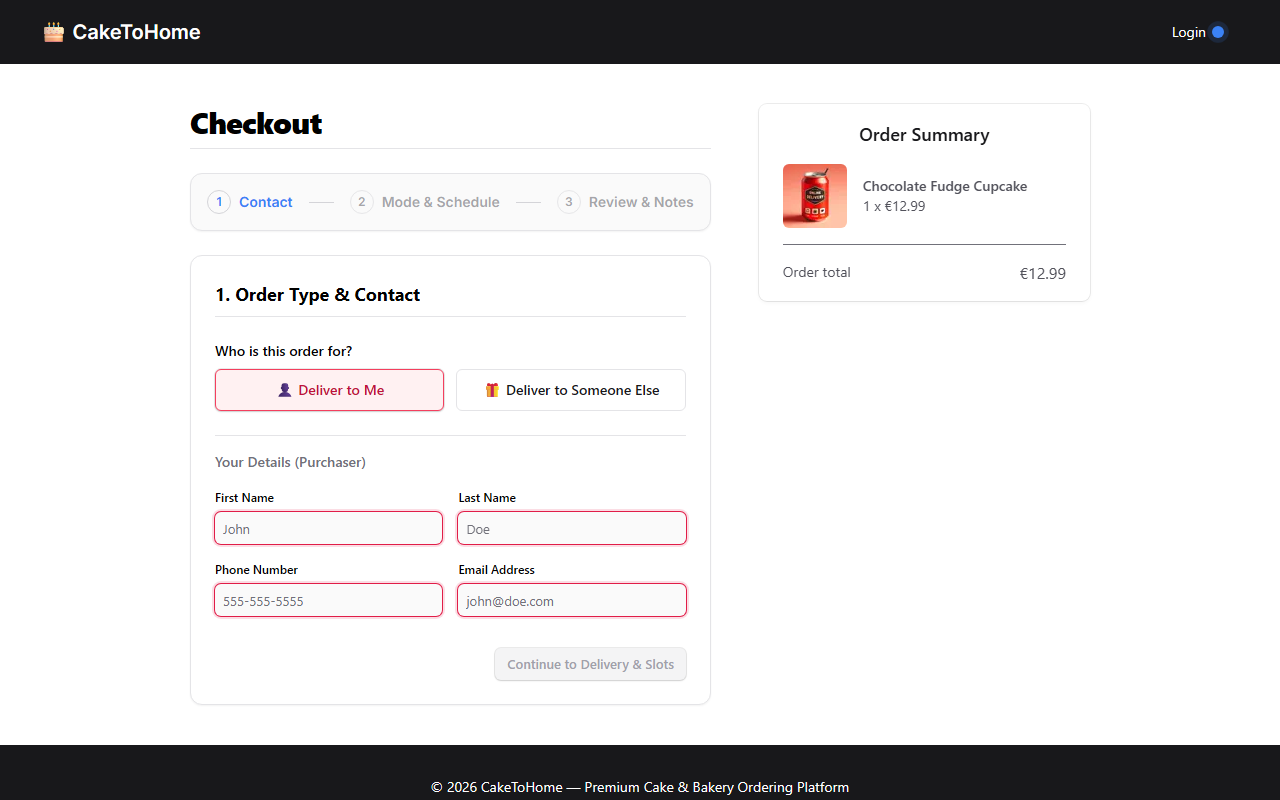 CakeToHome
Login
Checkout
1 Contact
2 Mode & Schedule
3 Review & Notes
1. Order Type & Contact
Who is this order for?
Deliver to Me
Deliver to Someone Else
Your Details (Purchaser)
First Name
John
Last Name
Doe
Phone Number
555-555-5555
Email Address
john@doe.com
Continue to Delivery & Slots
Order Summary
Chocolate Fudge Cupcake
1 x €12.99
Order total
€12.99
© 2026 CakeToHome — Premium Cake & Bakery Ordering Platform